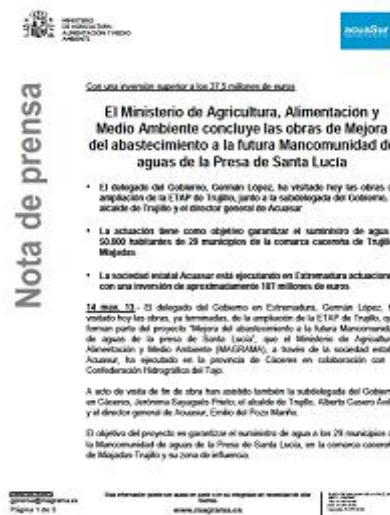 MINISTERIO
DE AGRICULTURA,
ALIMENTACIÓN Y MEDIO
AMBIENTE
acuaSur
Nota de prensa
Con una inversión superior a los 27,5 millones de euros
El Ministerio de Agricultura, Alimentación y
Medio Ambiente concluye las obras de Mejora
del abastecimiento a la futura Mancomunidad de
aguas de la Presa de Santa Lucía
• El delegado del Gobierno, Germán López, ha visitado hoy las obras de
ampliación de la ETAP de Trujillo, junto a la subdelegada del Gobierno,
alcalde de Trujillo y el director general de Acuasur
• La actuación tiene como objetivo garantizar el suministro de agua
50.000 habitantes de 29 municipios de la comarca cacereña de Trujillo
Miajadas
• La sociedad estatal Acuasur está ejecutando en Extremadura actuaciones
con una inversión de aproximadamente 187 millones de euros
14 mar. 13.- El delegado del Gobierno en Extremadura, Germán López,
visitado hoy las obras, ya terminadas, de la ampliación de la ETAP de Trujillo, que
forman parte del proyecto "Mejora del abastecimiento a la futura Mancomunidad
de aguas de la presa de Santa Lucía", que el Ministerio de Agricultura,
Alimentación y Medio Ambiente (MAGRAMA), a través de la sociedad estatal
Acuasur, ha ejecutado en la provincia de Cáceres en colaboración con
Confederación Hidrográfica del Tajo.
A acto de visita de fin de obra han asistido también la subdelegada del Gobierno
en Cáceres, Jerónima Sayagués Prieto; el alcalde de Trujillo, Alberto Casero
y el director general de Acuasur, Emilio del Pozo Mariño.
El objetivo del proyecto es garantizar el suministro de agua a los 29 municipios de
la Mancomunidad de aguas de la Presa de Santa Lucía, en la comarca cacereña
de Miajadas Trujillo y su zona de influencia.
Página 1 de 3
www.magrama.es